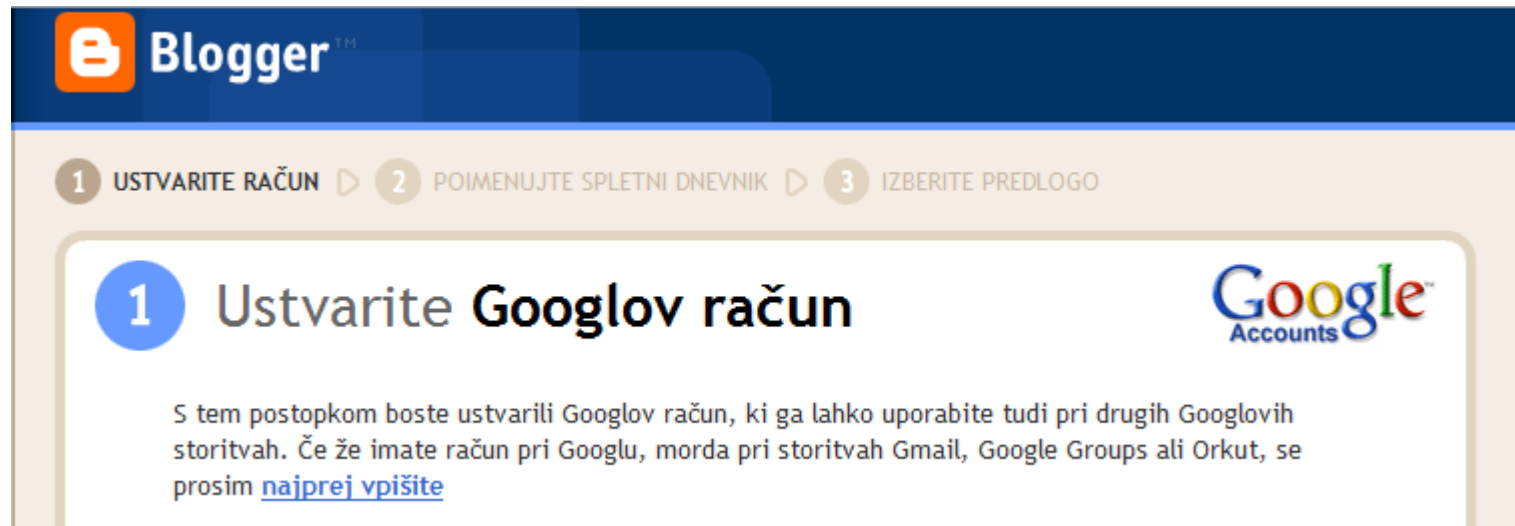 Blogger™
1 USTVARITE RAČUN 2 POIMENUJTE SPLETNI DNEVNIK 3 IZBERITE PREDLOGO
1 Ustvarite Googlov račun
Google™
Accounts
S tem postopkom boste ustvarili Googlov račun, ki ga lahko uporabite tudi pri drugih Googlovih
storitvah. Če že imate račun pri Googlu, morda pri storitvah Gmail, Google Groups ali Orkut, se
prosim najprej vpišite